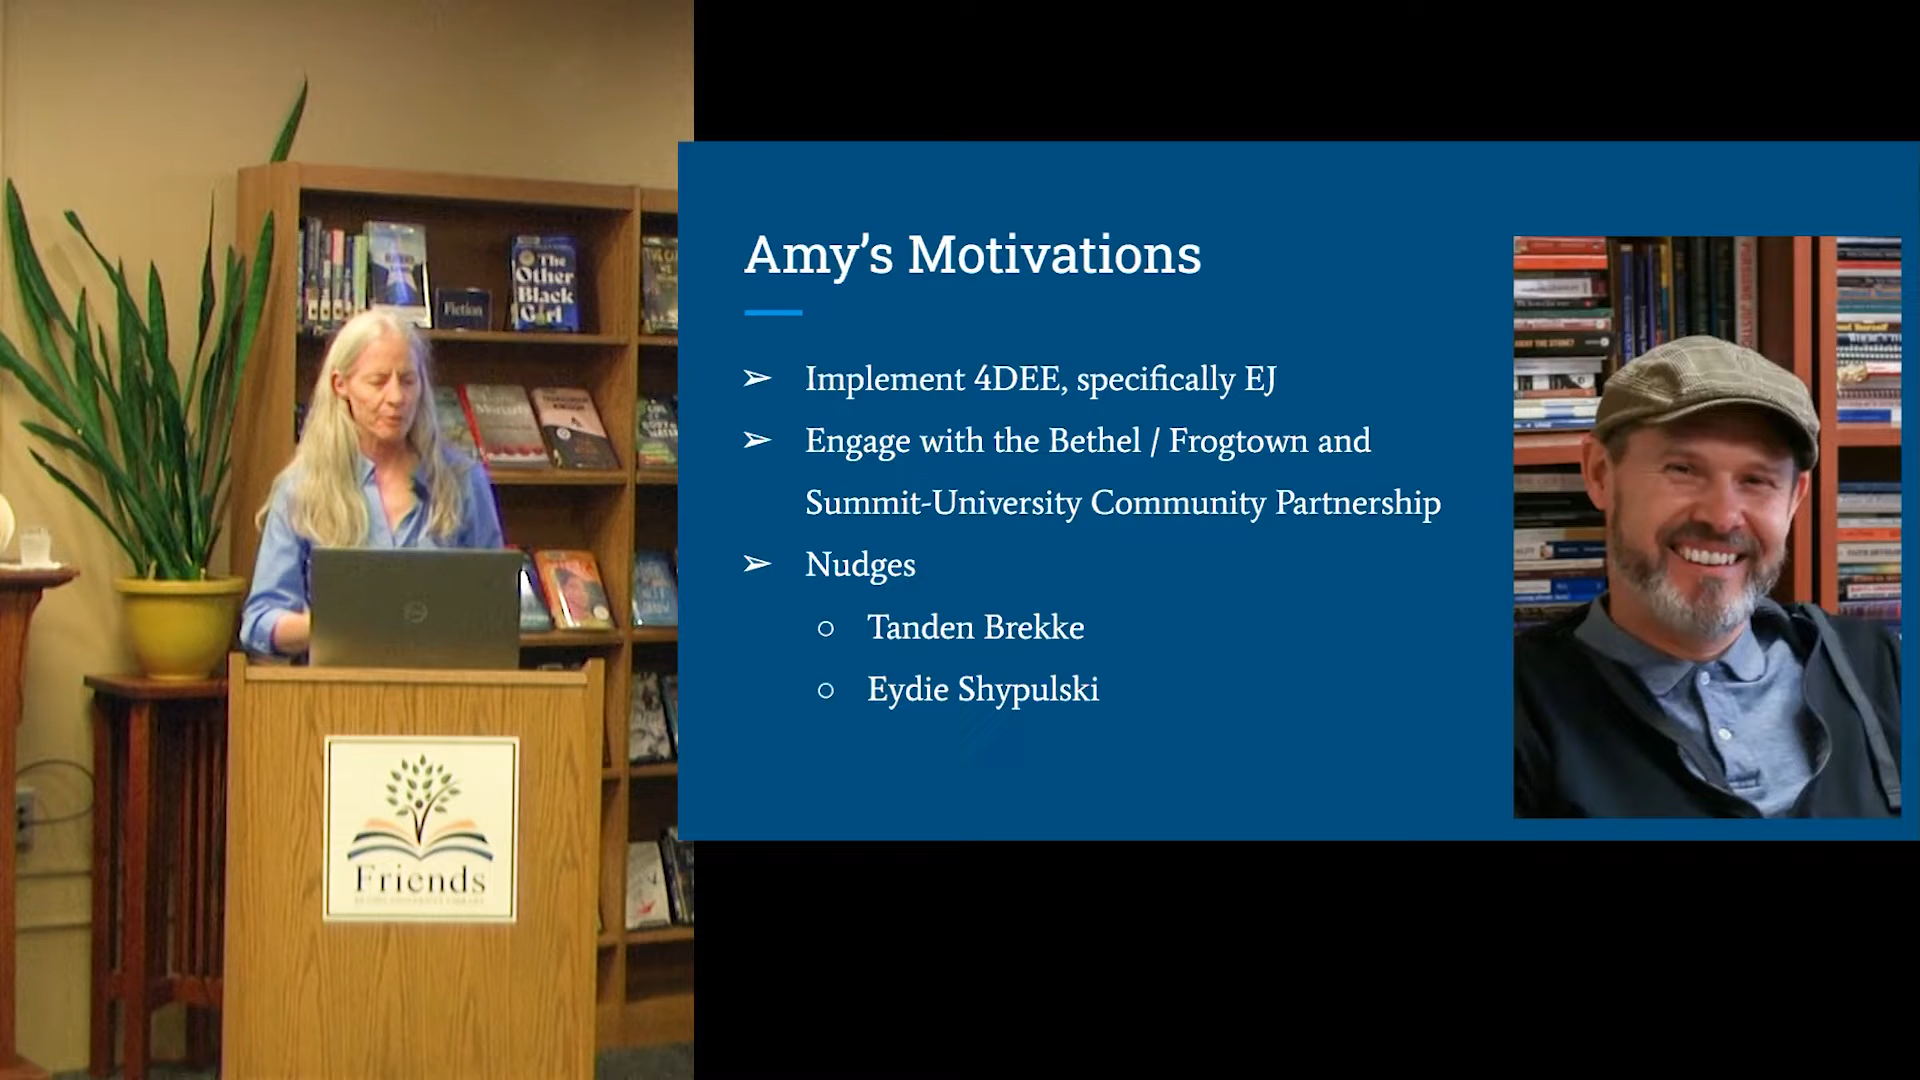 Fiction
The
Other
Black
Girl
Friends
Amy's Motivations
➢ Implement 4DEE, specifically EJ
➢ Engage with the Bethel / Frogtown and
Summit-University Community Partnership
➢ Nudges
○ Tanden Brekke
○ Eydie Shypulski